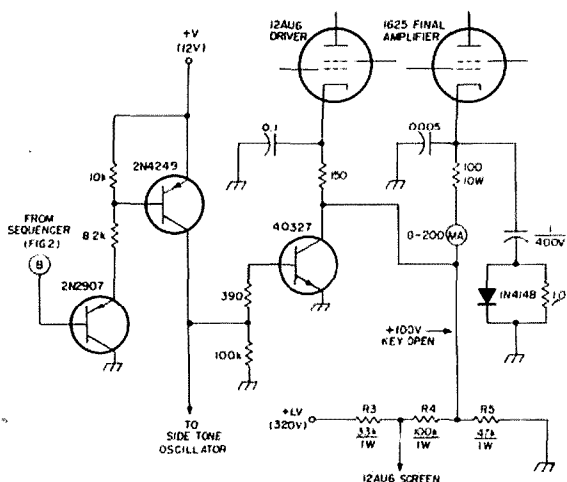 12AU6
DRIVER
1625 FINAL
AMPLIFIER
+V
(12V)
0.1
0.005
10k
2N4249
150
100
10W
FROM
SEQUENCER
(FIG.2)
B
8.2k
40327
0-200 MA
1
400V
2N2907
390
1N4148
1.0
100k
+100V
KEY OPEN
TO
SIDE TONE
OSCILLATOR
+LV
(320V)
R3
33k
1W
R4
100k
1W
R5
47k
1W
12AU6 SCREEN